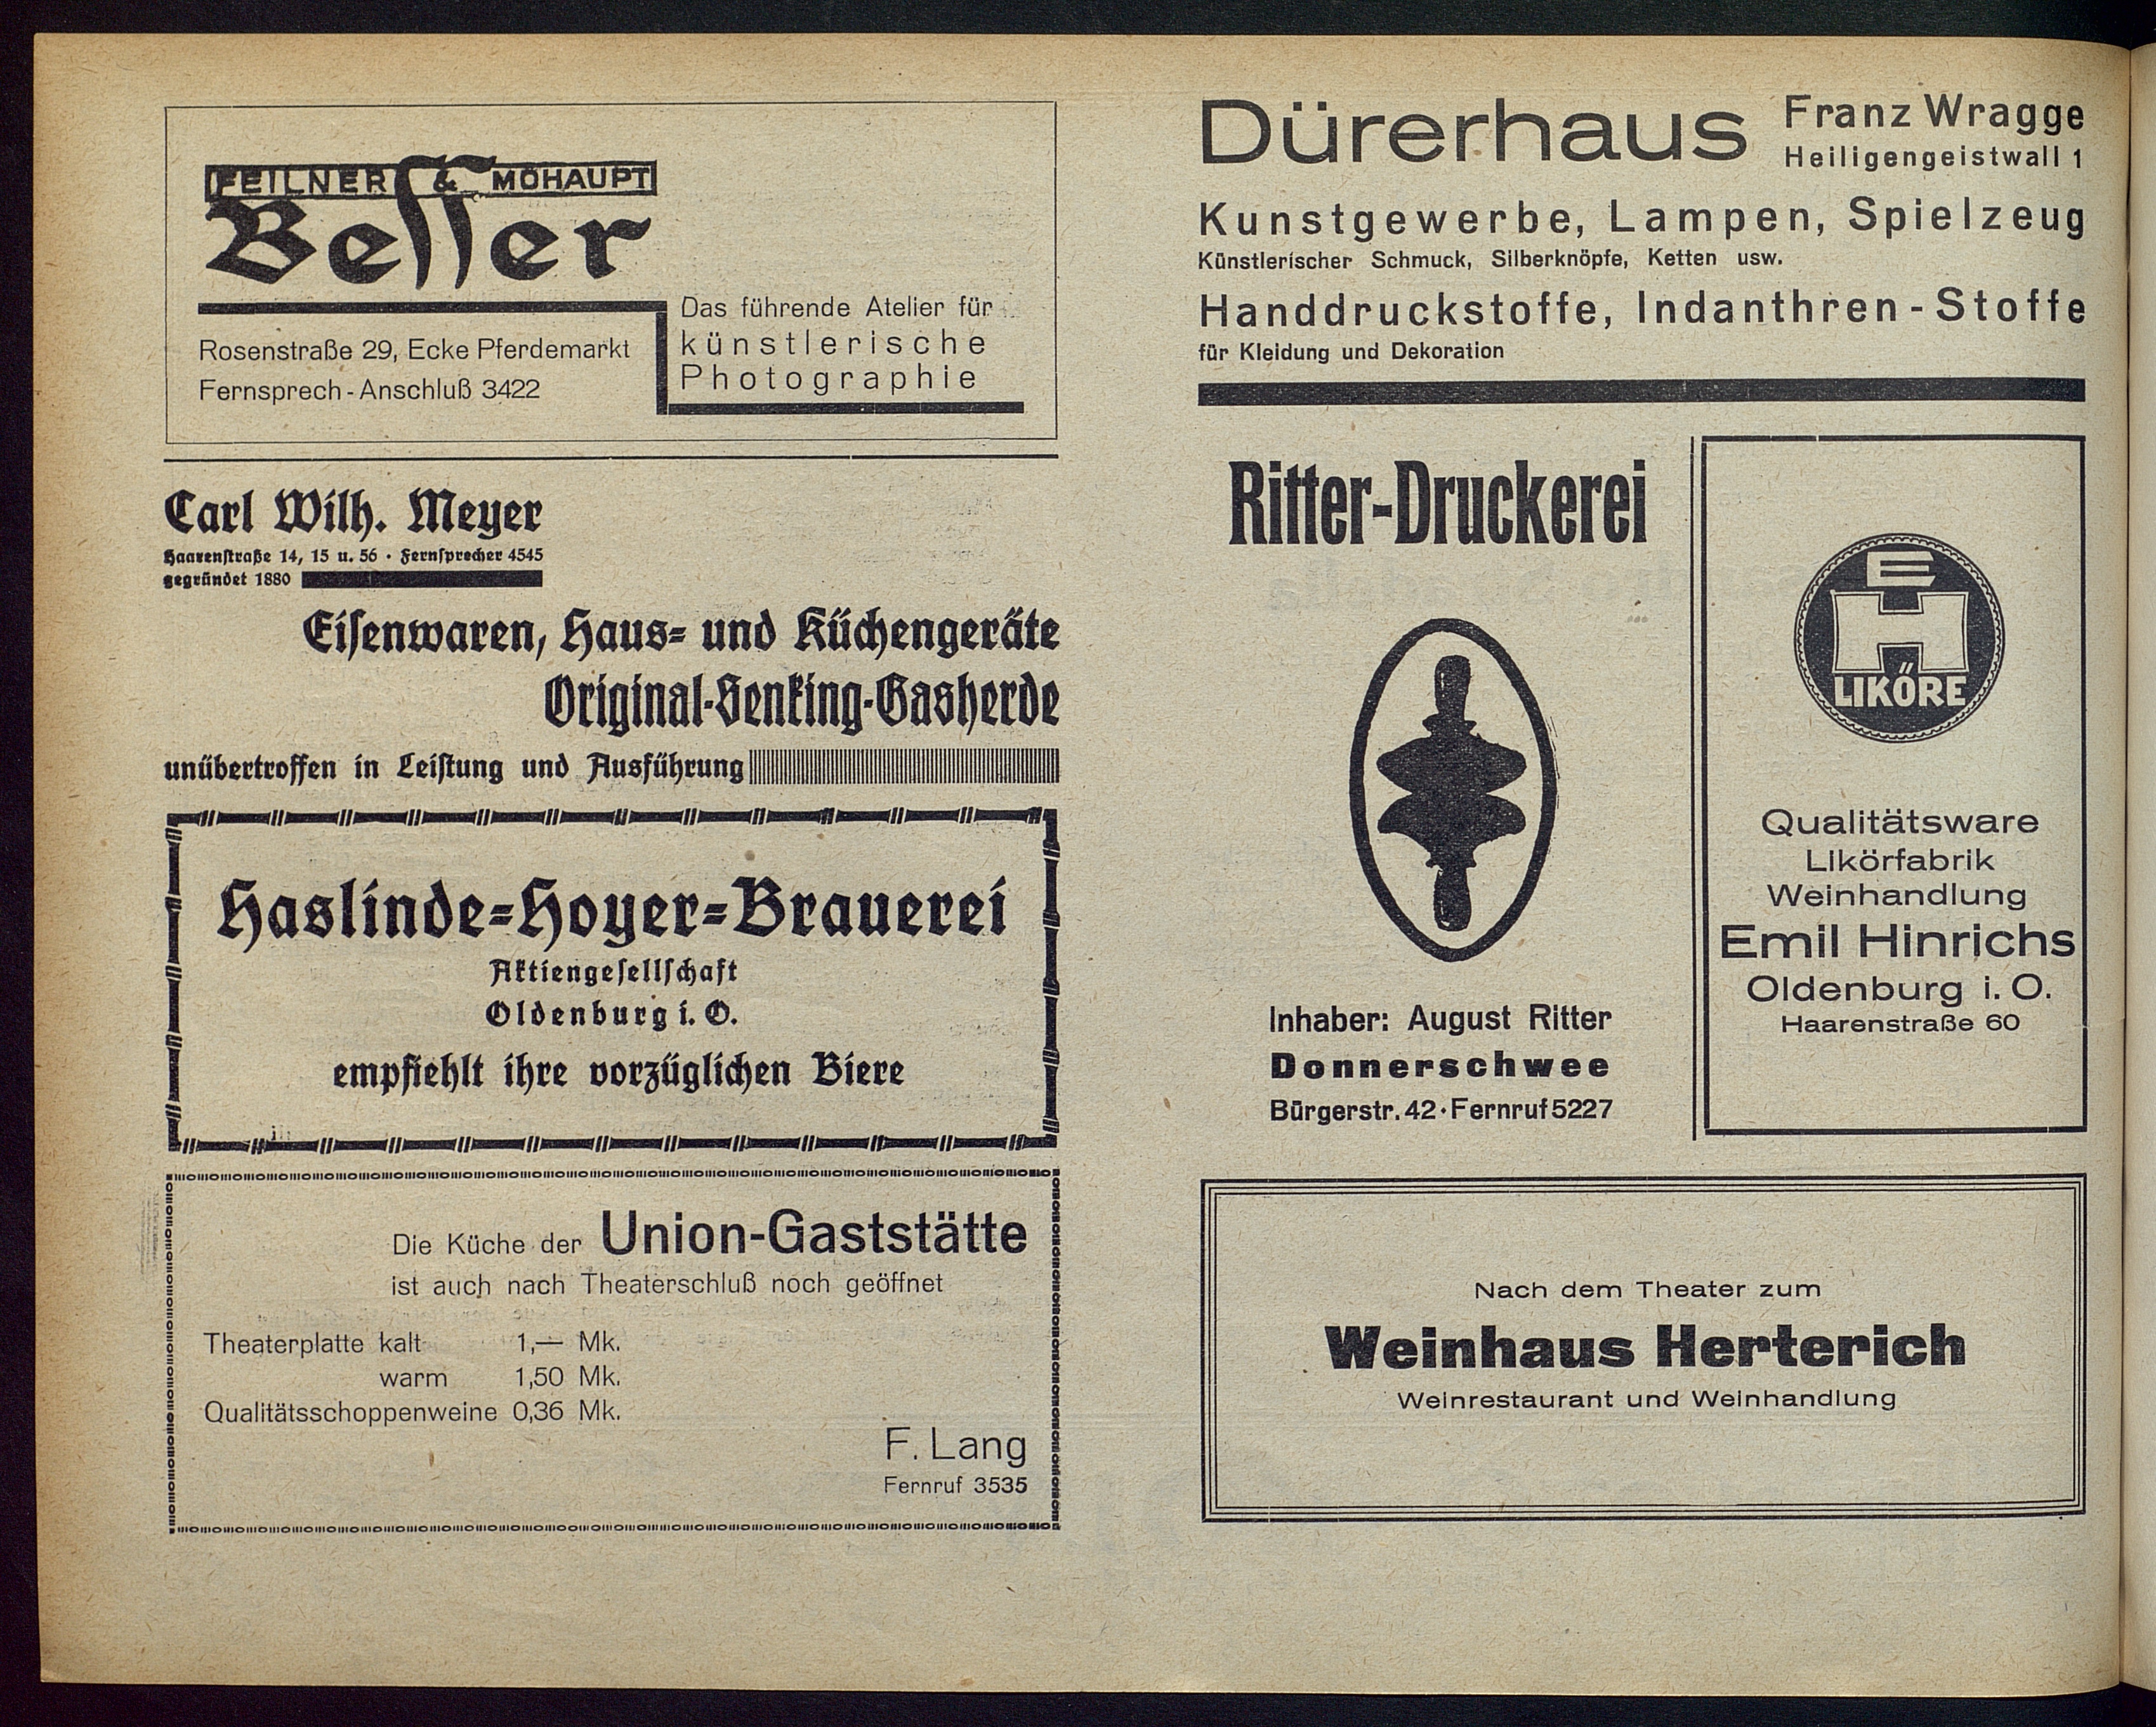 FEILNER & MOHAUPT
Besser
Rosenstraße 29, Ecke Pferdemarkt
Fernsprech-Anschluß 3422
Das führende Atelier für
künstlerische
Photographie
Carl Wilh. Meyer
Haarenstraße 14, 15 u. 56 · Fernsprecher 4545
gegründet 1880
Eisenwaren, Haus- und Küchengeräte
Original-Senking-Gasherde
unübertroffen in Leistung und Ausführung
Haslinde-Hoyer-Brauerei
Aktiengesellschaft
Oldenburg i. O.
empfiehlt ihre vorzüglichen Biere
Die Küche der Union-Gaststätte
ist auch nach Theaterschluß noch geöffnet
Theaterplatte kalt 1,— Mk.
warm 1,50 Mk.
Qualitätsschoppenweine 0,36 Mk.
F. Lang
Fernruf 3535
Dürerhaus
Franz Wragge
Heiligengeistwall 1
Kunstgewerbe, Lampen, Spielzeug
Künstlerischer Schmuck, Silberknöpfe, Ketten usw.
Handdruckstoffe, Indanthren-Stoffe
für Kleidung und Dekoration
Ritter-Druckerei
Inhaber: August Ritter
Donnerschwee
Bürgerstr. 42 · Fernruf 5227
E
H
LIKÖRE
Qualitätsware
Likörfabrik
Weinhandlung
Emil Hinrichs
Oldenburg i. O.
Haarenstraße 60
Nach dem Theater zum
Weinhaus Herterich
Weinrestaurant und Weinhandlung